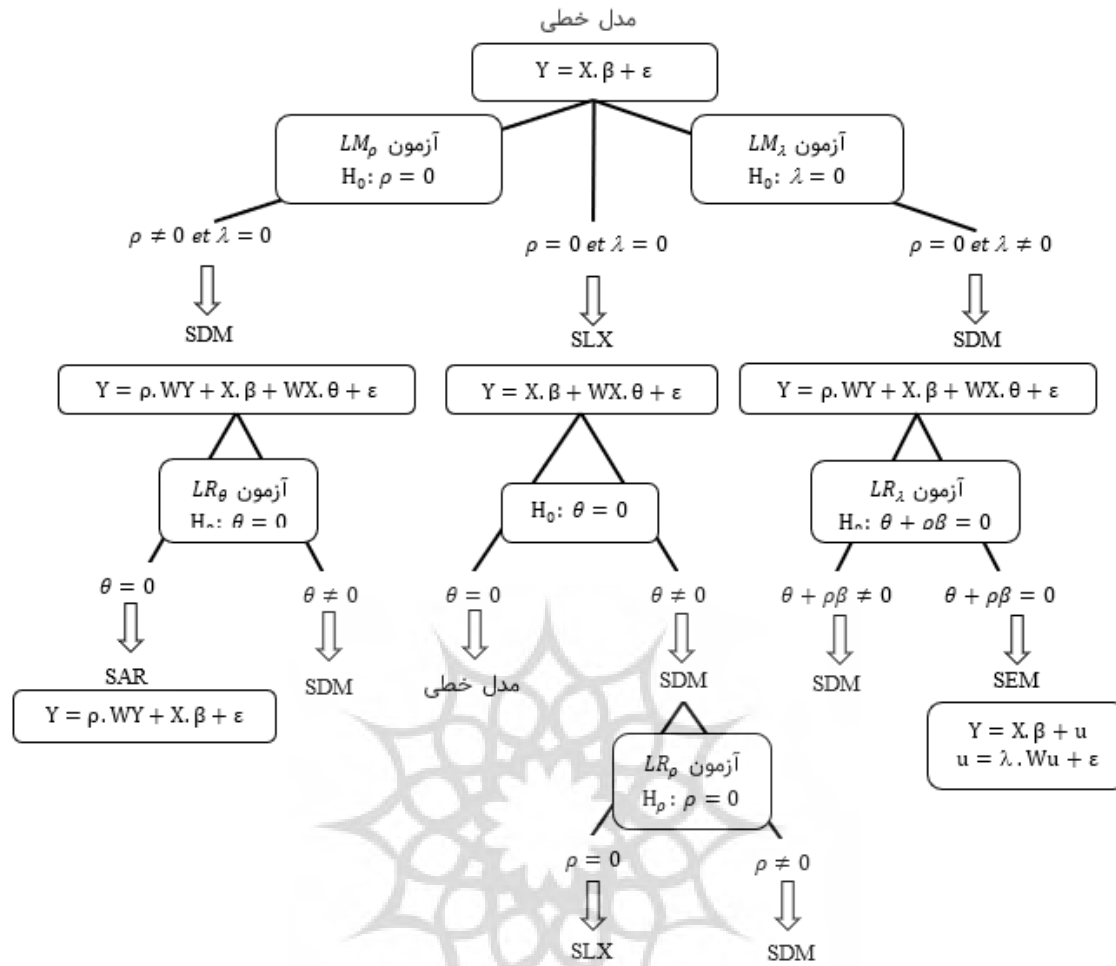 مدل خطی
Y = X. β + ε
آزمون LMρ
H₀: ρ = 0
آزمون LMλ
H₀: λ = 0
ρ ≠ 0 et λ = 0
ρ = 0 et λ = 0
ρ = 0 et λ ≠ 0
SDM
SLX
SDM
Y = ρ. WY + X. β + WX. θ + ε
Y = X. β + WX. θ + ε
Y = ρ. WY + X. β + WX. θ + ε
آزمون LRθ
H₀: θ = 0
H₀: θ = 0
آزمون LRλ
H₀: θ + ρβ = 0
θ = 0
θ ≠ 0
θ = 0
θ ≠ 0
θ + ρβ ≠ 0
θ + ρβ = 0
SAR
SDM
مدل خطی
SDM
SDM
SEM
Y = ρ. WY + X. β + ε
Y = X. β + u
u = λ . Wu + ε
آزمون LRρ
Hρ: ρ = 0
ρ = 0
ρ ≠ 0
SLX
SDM